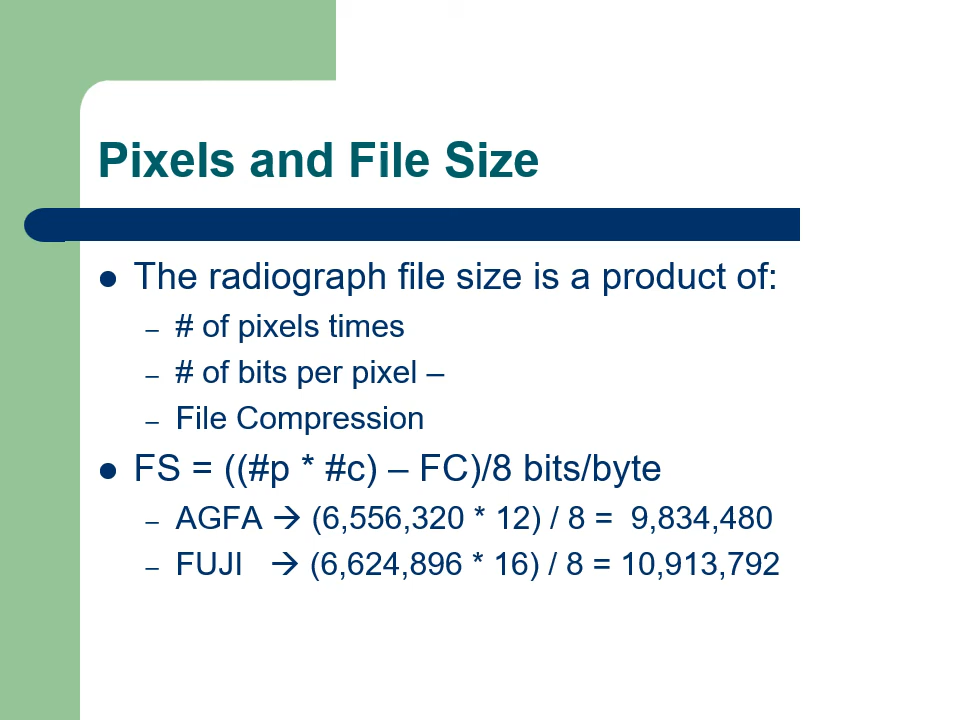 Pixels and File Size
● The radiograph file size is a product of:
– # of pixels times
– # of bits per pixel –
– File Compression
● FS = ((#p * #c) – FC)/8 bits/byte
– AGFA → (6,556,320 * 12) / 8 = 9,834,480
– FUJI → (6,624,896 * 16) / 8 = 10,913,792